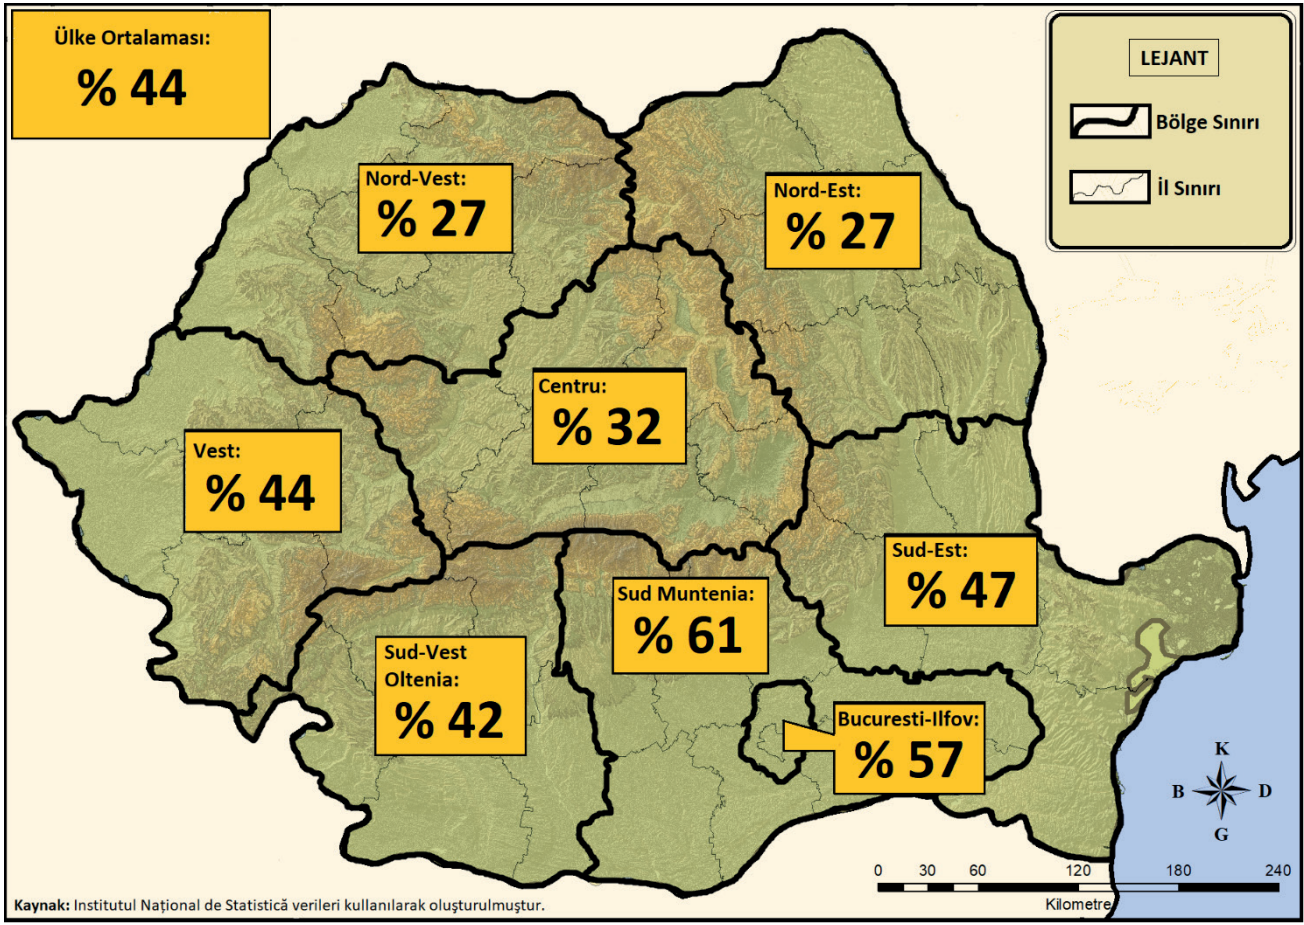 Ülke Ortalaması:
% 44
LEJANT
Bölge Sınırı
İl Sınırı
Nord-Vest:
% 27
Nord-Est:
% 27
Centru:
% 32
Vest:
% 44
Sud-Est:
% 47
Sud Muntenia:
% 61
Sud-Vest
Oltenia:
% 42
Bucuresti-Ilfov:
% 57
K
B D
G
0 30 60 120 180 240
Kilometre
Kaynak: Institutul Național de Statistică verileri kullanılarak oluşturulmuştur.